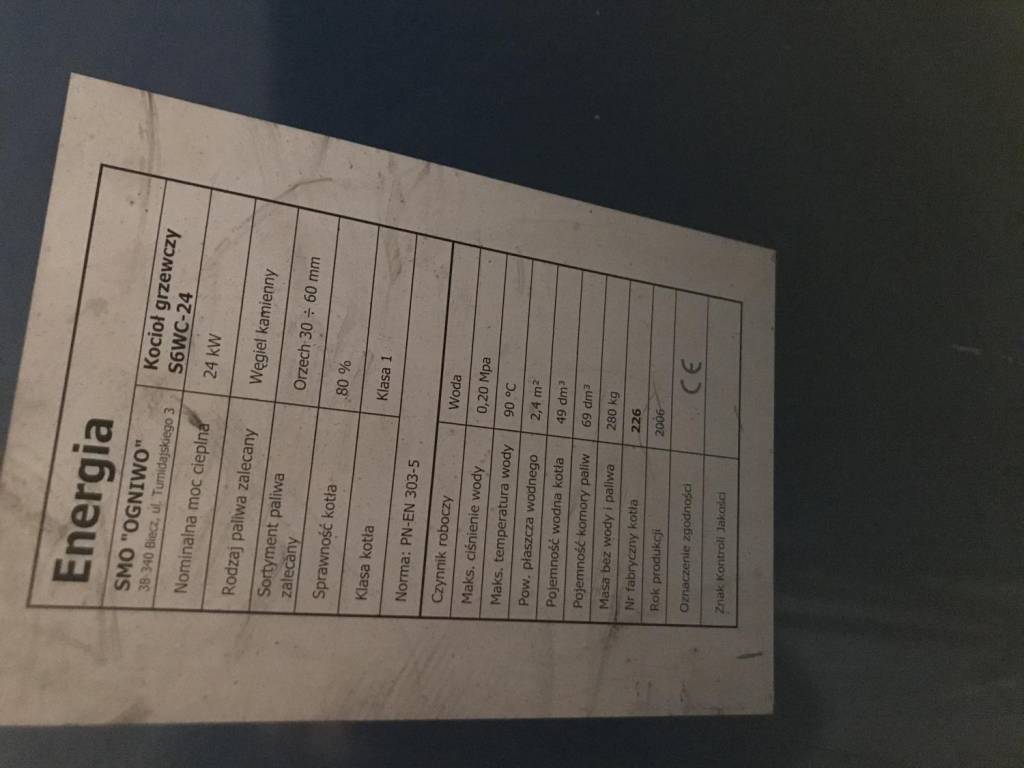 Energia
SMO "OGNIWO"
38-340 Biecz, ul. Tumidajskiego 3
Kocioł grzewczy
S6WC-24
Nominalna moc cieplna 24 kW
Rodzaj paliwa zalecany Węgiel kamienny
Sortyment paliwa
zalecany
Orzech 30 ÷ 60 mm
Sprawność kotła 80 %
Klasa kotła Klasa 1
Norma: PN-EN 303-5
Czynnik roboczy Woda
Maks. ciśnienie wody 0,20 Mpa
Maks. temperatura wody 90 °C
Pow. płaszcza wodnego 2,4 m²
Pojemność wodna kotła 49 dm³
Pojemność komory paliw 69 dm³
Masa bez wody i paliwa 280 kg
Nr fabryczny kotła 226
Rok produkcji 2006
Oznaczenie zgodności CE
Znak Kontroli Jakości